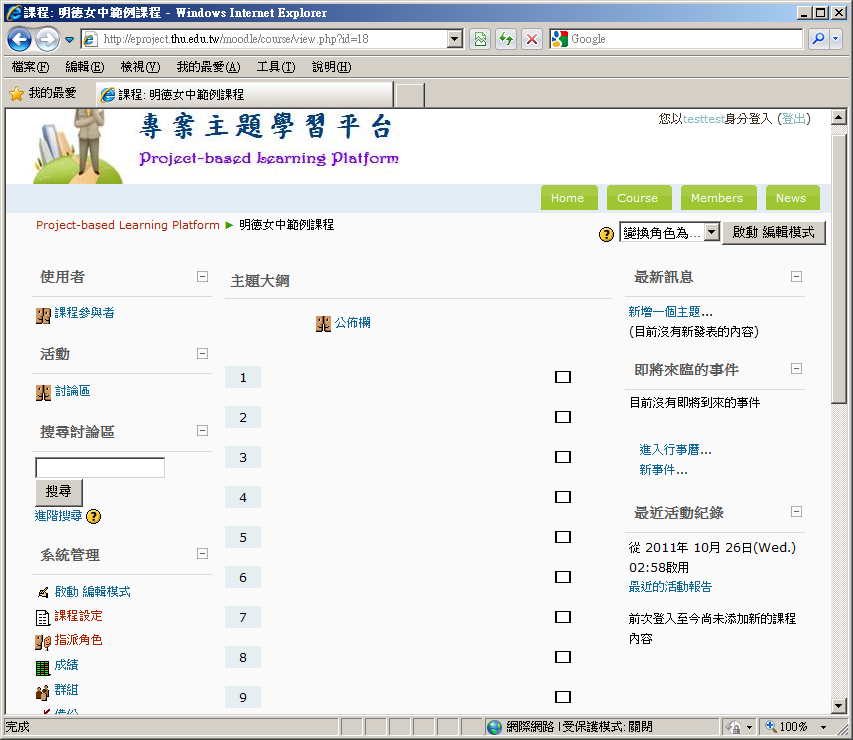 課程: 明德女中範例課程 - Windows Internet Explorer
http://eproject.thu.edu.tw/moodle/course/view.php?id=18
Google
檔案(F) 編輯(E) 檢視(V) 我的最愛(A) 工具(T) 說明(H)
我的最愛
課程: 明德女中範例課程
專案主題學習平台
Project-based Learning Platform
您以testtest身分登入 (登出)
Home Course Members News
Project-based Learning Platform ► 明德女中範例課程
變換角色為...
啟動 編輯模式
使用者
課程參與者
活動
討論區
搜尋討論區
搜尋
進階搜尋
系統管理
啟動 編輯模式
課程設定
指派角色
成績
群組
備份
主題大綱
公佈欄
1
2
3
4
5
6
7
8
9
最新訊息
新增一個主題...
(目前沒有新發表的內容)
即將來臨的事件
目前沒有即將到來的事件
進入行事曆...
新事件...
最近活動紀錄
從 2011年 10月 26日(Wed.)
02:58啟用
最近的活動報告
前次登入至今尚未添加新的課程
內容
完成
網際網路 | 受保護模式: 關閉
100%